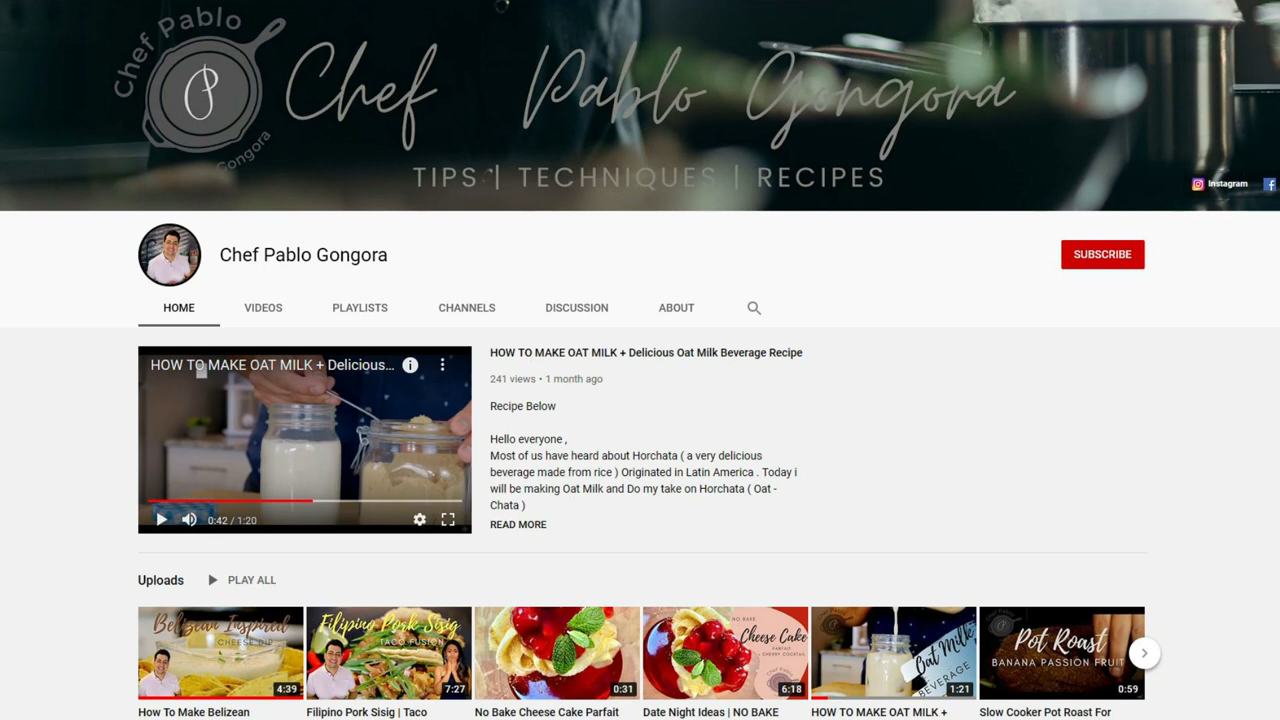 Chef Pablo
Gongora
Chef Pablo Gongora
TIPS | TECHNIQUES | RECIPES
Instagram
Chef Pablo Gongora
SUBSCRIBE
HOME VIDEOS PLAYLISTS CHANNELS DISCUSSION ABOUT
HOW TO MAKE OAT MILK + Delicious...
0:42 / 1:20
HOW TO MAKE OAT MILK + Delicious Oat Milk Beverage Recipe
241 views • 1 month ago
Recipe Below
Hello everyone ,
Most of us have heard about Horchata ( a very delicious
beverage made from rice ) Originated in Latin America . Today i
will be making Oat Milk and Do my take on Horchata ( Oat -
Chata )
READ MORE
Uploads PLAY ALL
Belizean Inspired
CHEESE DIP
4:39
Filipino Pork Sisig
TACO FUSION
7:27
0:31
NO BAKE
Cheese Cake
PARFAIT
CHERRY COCKTAIL
6:18
Oat Milk
BEVERAGE
1:21
Pot Roast
BANANA PASSION FRUIT
0:59
How To Make Belizean
Filipino Pork Sisig | Taco
No Bake Cheese Cake Parfait
Date Night Ideas | NO BAKE
HOW TO MAKE OAT MILK +
Slow Cooker Pot Roast For